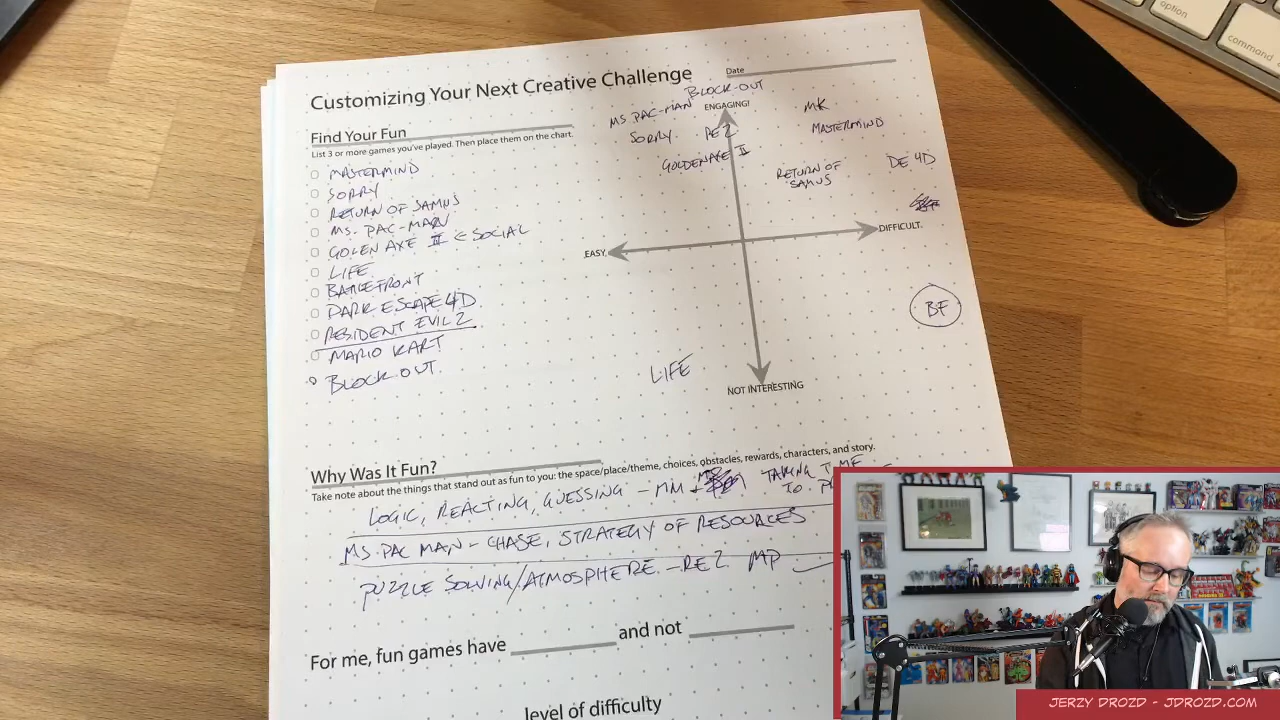 option
command
Customizing Your Next Creative Challenge
Date
Find Your Fun
List 3 or more games you've played. Then place them on the chart.
MASTERMIND
SORRY
RETURN OF SAMUS
MS. PAC-MAN
GOLEN AXE II ← SOCIAL
LIFE
BATTLEFRONT
DARK ESCAPE 4D
RESIDENT EVIL 2
MARIO KART
BLOCK OUT
BLOCK-OUT
MS PAC-MAN
ENGAGING!
MK
SORRY
RE2
MASTERMIND
GOLDENAXE II
RETURN OF
SAMUS
DE 4D
EASY.
DIFFICULT.
BF
LIFE
NOT INTERESTING
Why Was It Fun?
Take note about the things that stand out as fun to you: the space/place/theme, choices, obstacles, rewards, characters, and story.
LOGIC, REACTING, GUESSING - MM TAKING TIME
TO
MS. PAC MAN - CHASE, STRATEGY OF RESOURCES
PUZZLE SOLVING/ATMOSPHERE - RE2 MP
For me, fun games have and not
level of difficulty
JERZY DROZD - JDROZD.COM